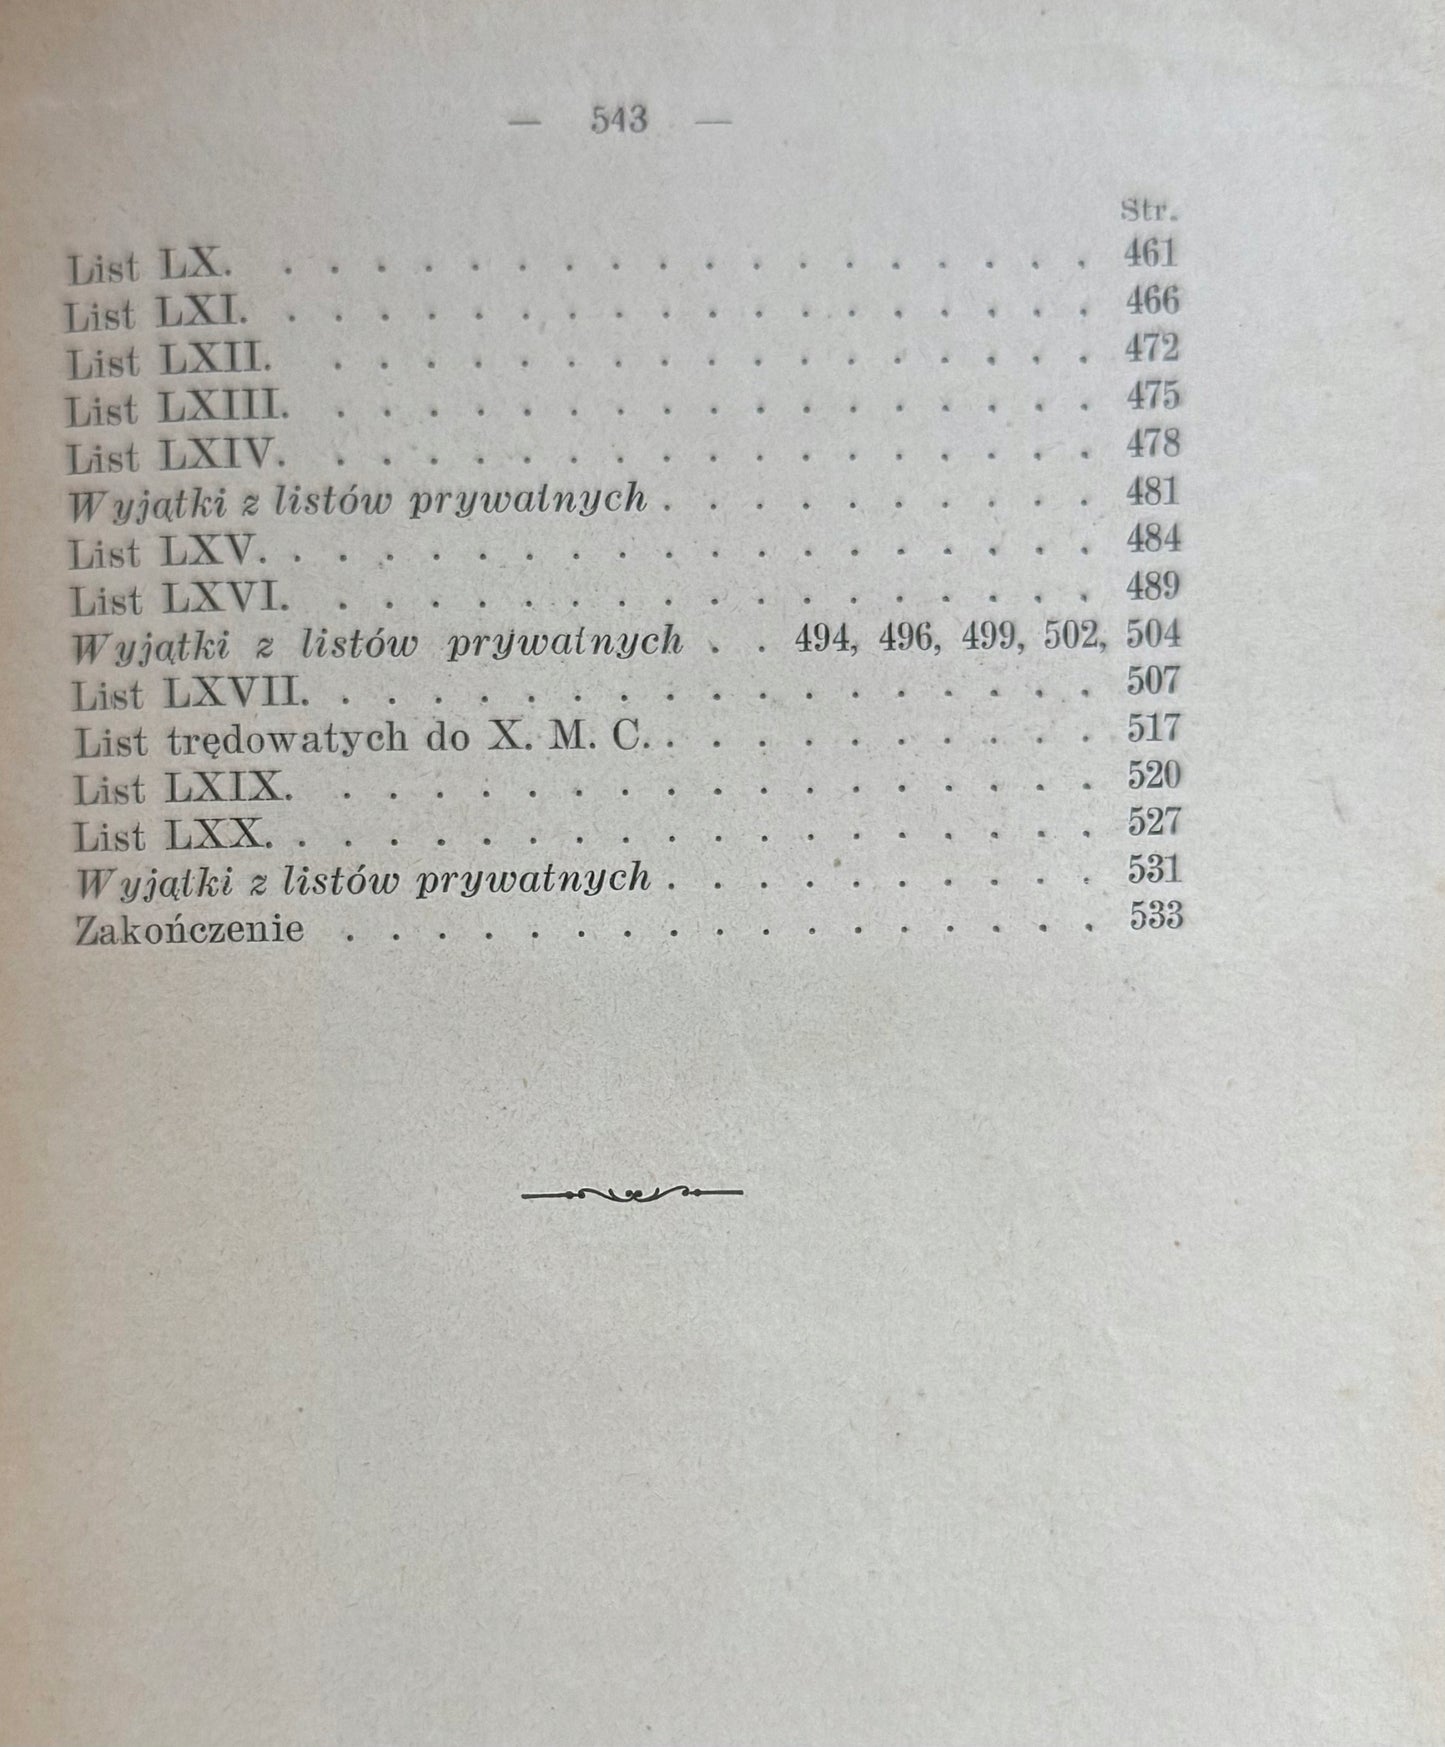 — 543 —
Str.
List LX. . . . . . . . . . . . . . . . . . . 461
List LXI. . . . . . . . . . . . . . . . . . . 466
List LXII. . . . . . . . . . . . . . . . . . 472
List LXIII. . . . . . . . . . . . . . . . . . 475
List LXIV. . . . . . . . . . . . . . . . . . 478
Wyjątki z listów prywatnych . . . . . . . . . . 481
List LXV. . . . . . . . . . . . . . . . . . . 484
List LXVI. . . . . . . . . . . . . . . . . . 489
Wyjątki z listów prywatnych . . 494, 496, 499, 502, 504
List LXVII. . . . . . . . . . . . . . . . . . 507
List trędowatych do X. M. C. . . . . . . . . . . 517
List LXIX. . . . . . . . . . . . . . . . . . 520
List LXX. . . . . . . . . . . . . . . . . . . 527
Wyjątki z listów prywatnych . . . . . . . . . . 531
Zakończenie . . . . . . . . . . . . . . . . . 533